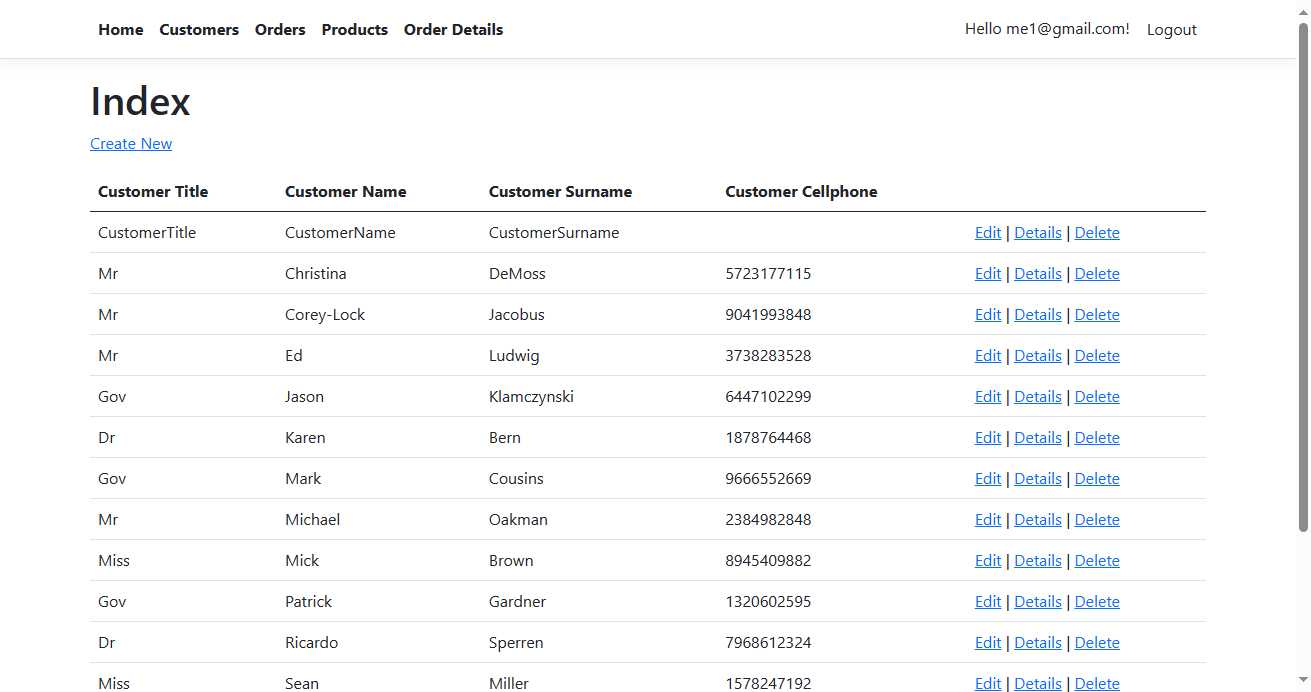 Home Customers Orders Products Order Details Hello me1@gmail.com! Logout
Index
Create New
Customer Title Customer Name Customer Surname Customer Cellphone
CustomerTitle CustomerName CustomerSurname Edit | Details | Delete
Mr Christina DeMoss 5723177115 Edit | Details | Delete
Mr Corey-Lock Jacobus 9041993848 Edit | Details | Delete
Mr Ed Ludwig 3738283528 Edit | Details | Delete
Gov Jason Klamczynski 6447102299 Edit | Details | Delete
Dr Karen Bern 1878764468 Edit | Details | Delete
Gov Mark Cousins 9666552669 Edit | Details | Delete
Mr Michael Oakman 2384982848 Edit | Details | Delete
Miss Mick Brown 8945409882 Edit | Details | Delete
Gov Patrick Gardner 1320602595 Edit | Details | Delete
Dr Ricardo Sperren 7968612324 Edit | Details | Delete
Miss Sean Miller 1578247192 Edit | Details | Delete